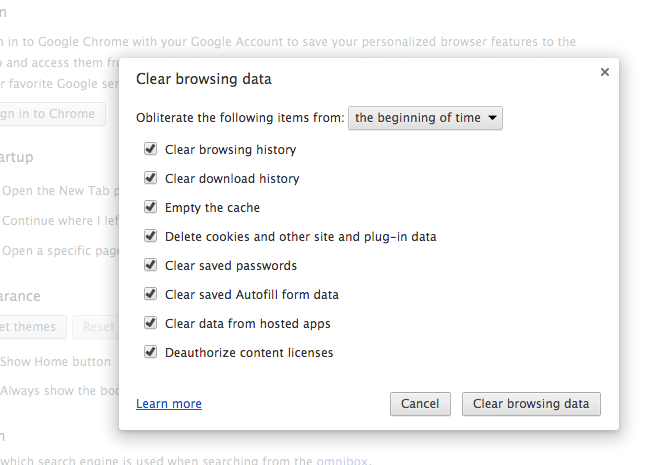 n
n in to Google Chrome with your Google Account to save your personalized browser features to the
o and access them fr
r favorite Google ser
gn in to Chrome
Clear browsing data
Obliterate the following items from: the beginning of time
Clear browsing history
Clear download history
Empty the cache
Delete cookies and other site and plug-in data
Clear saved passwords
Clear saved Autofill form data
Clear data from hosted apps
Deauthorize content licenses
Learn more
Cancel
Clear browsing data
artup
Open the New Tab p
Continue where I left
Open a specific page
arance
et themes
Reset
Show Home button
Always show the boo
n
which search engine is used when searching from the omnibox.